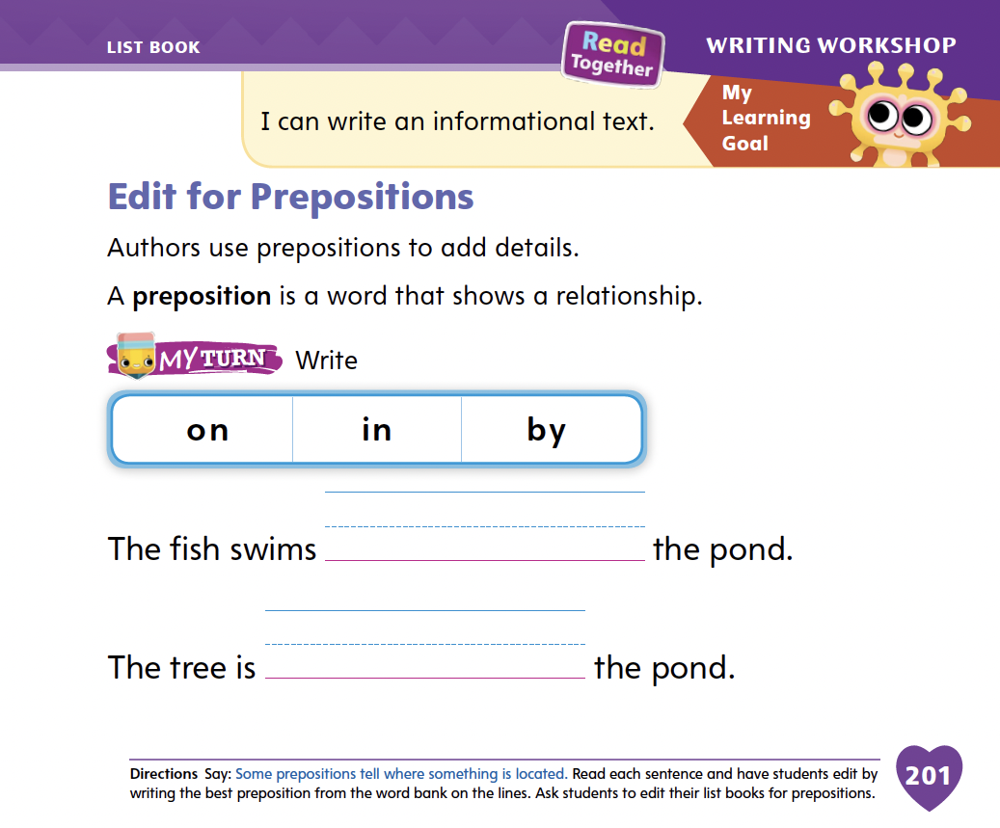 LIST BOOK
Read
Together
WRITING WORKSHOP
I can write an informational text.
My
Learning
Goal
Edit for Prepositions
Authors use prepositions to add details.
A preposition is a word that shows a relationship.
MY TURN Write
on in by
The fish swims the pond.
The tree is the pond.
Directions Say: Some prepositions tell where something is located. Read each sentence and have students edit by
writing the best preposition from the word bank on the lines. Ask students to edit their list books for prepositions.
201